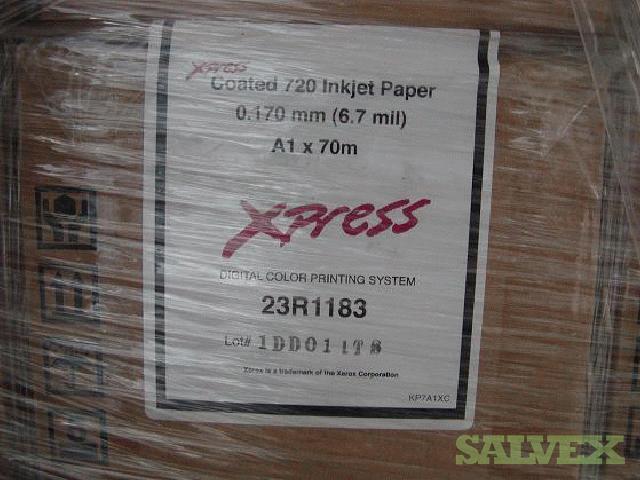 Xpress
Coated 720 Inkjet Paper
0.170 mm (6.7 mil)
A1 x 70m
Xpress
DIGITAL COLOR PRINTING SYSTEM
23R1183
Lot#
Xerox is a trademark of the Xerox Corporation
KP7A1XC
SALVEX